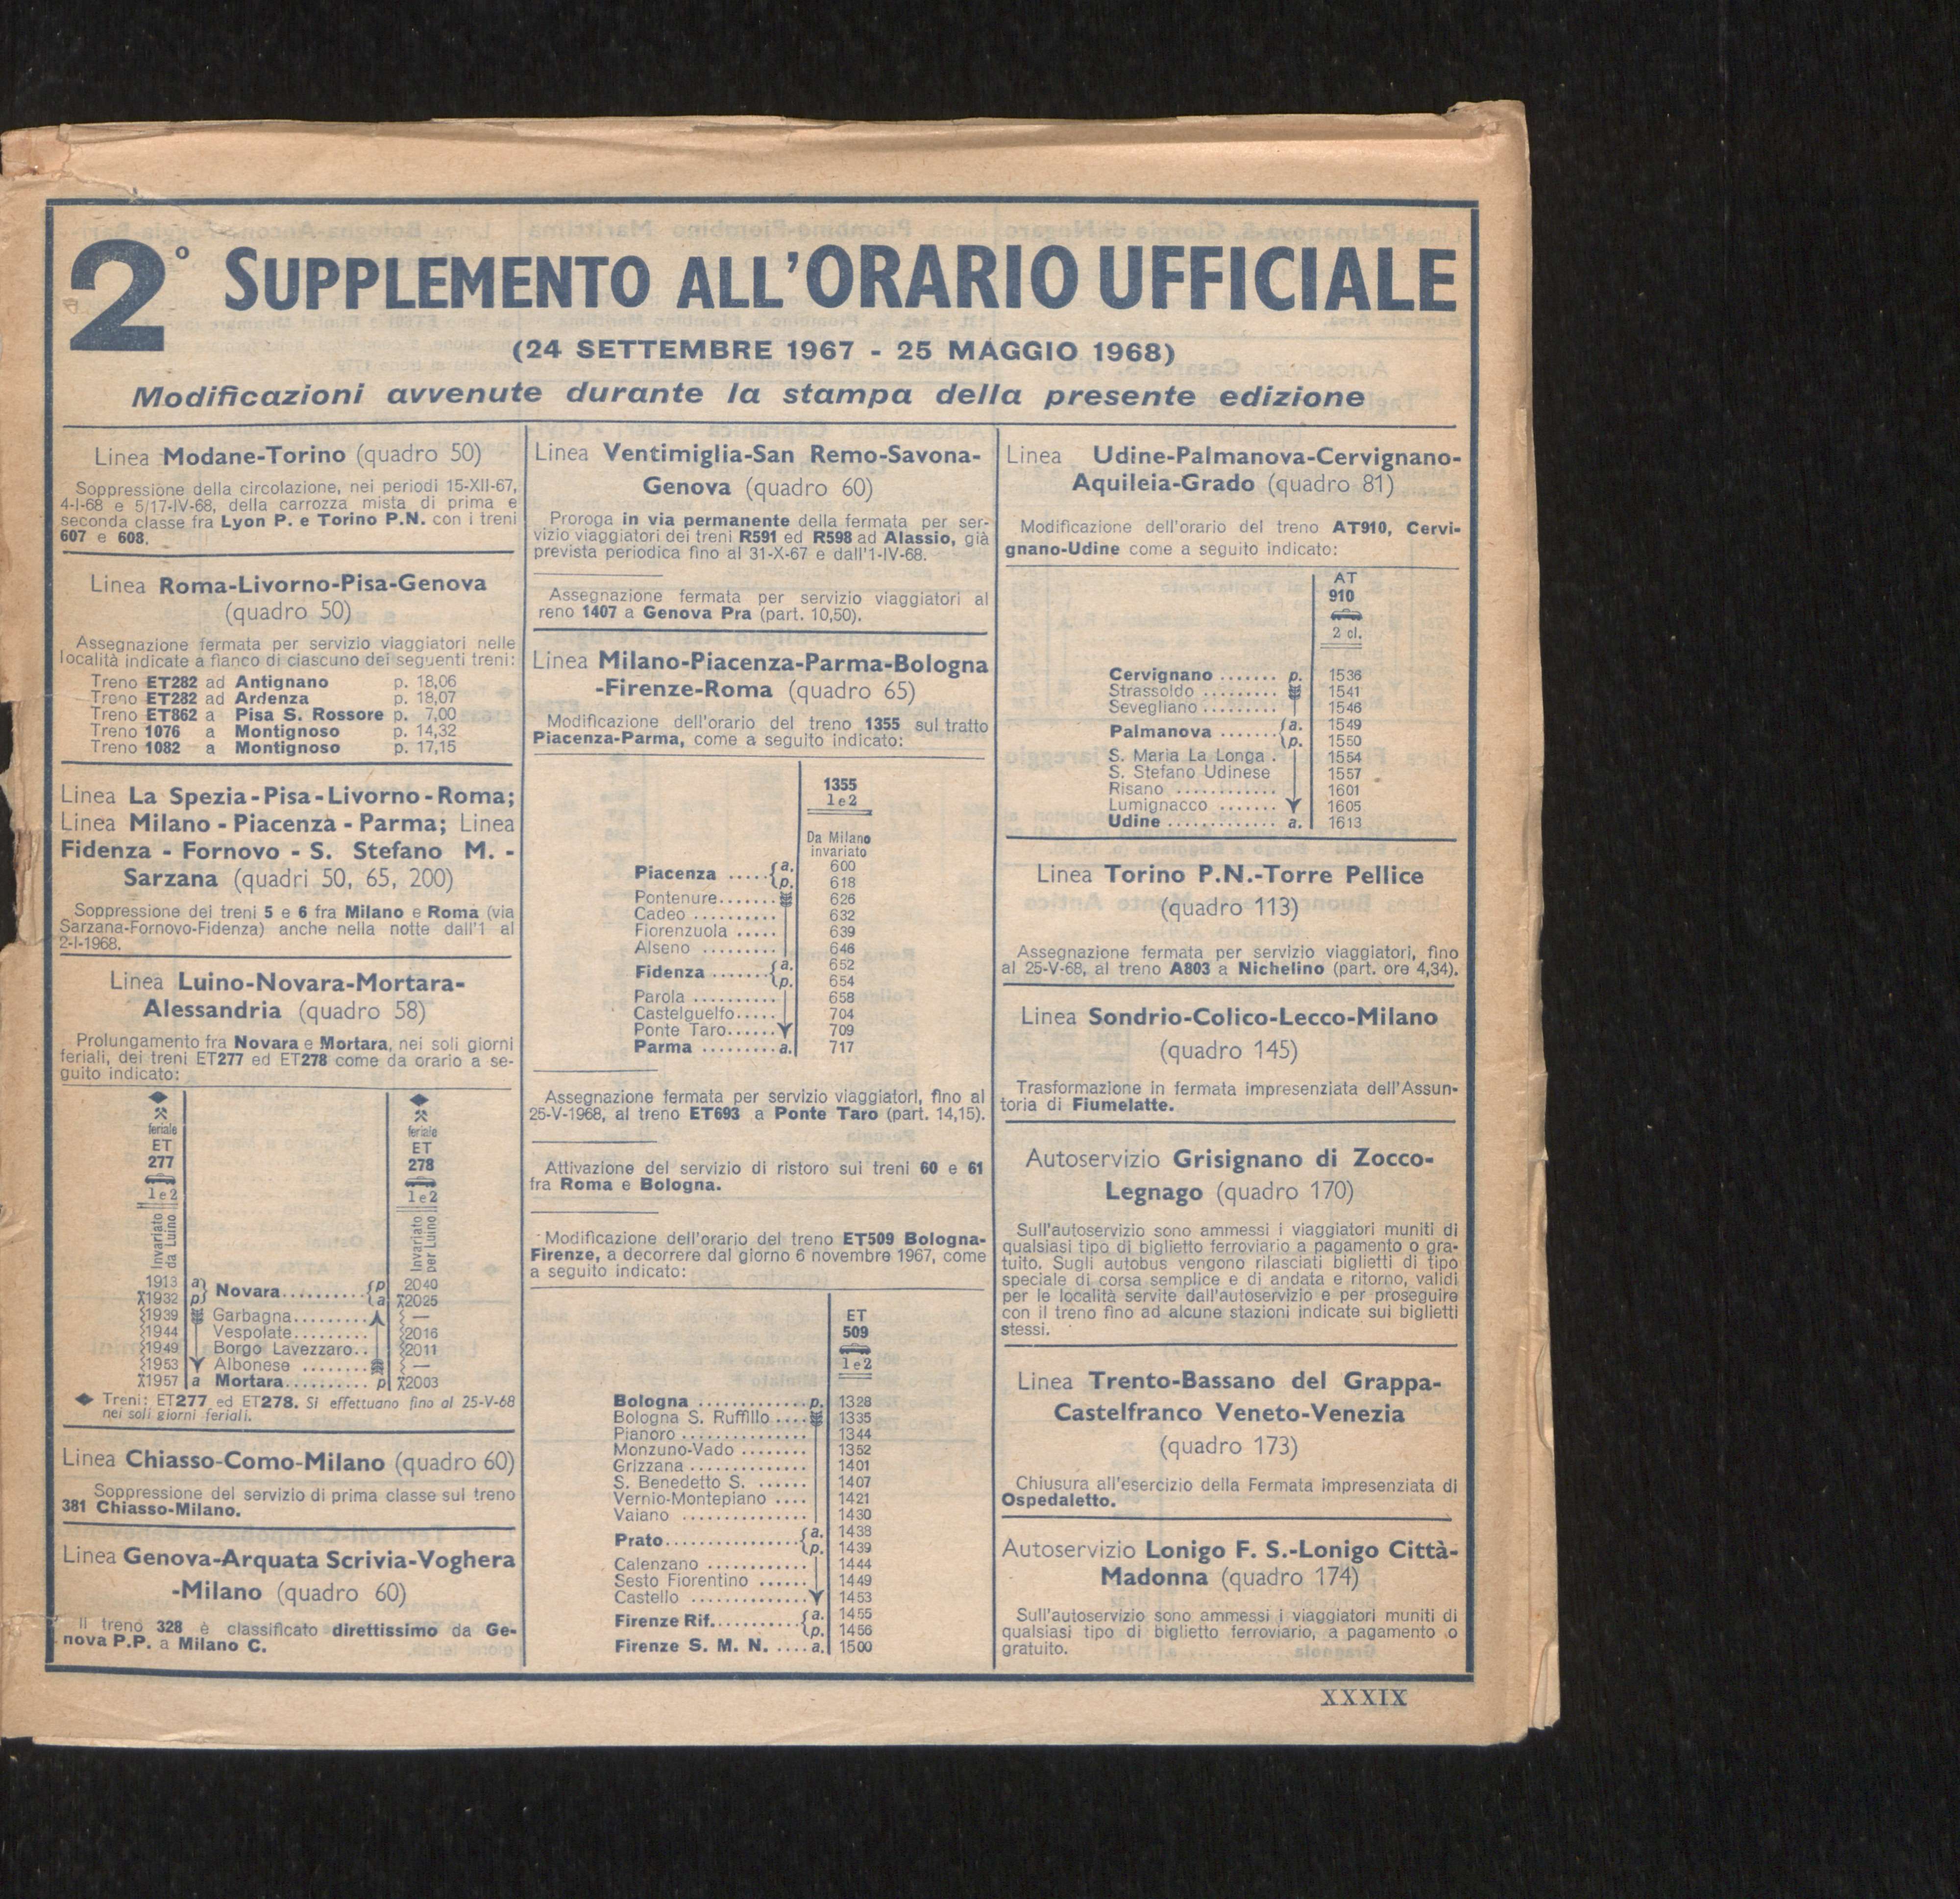 2° SUPPLEMENTO ALL'ORARIO UFFICIALE
(24 SETTEMBRE 1967 - 25 MAGGIO 1968)
Modificazioni avvenute durante la stampa della presente edizione
Linea Modane-Torino (quadro 50)
Soppressione della circolazione, nei periodi 15-XII-67,
4-I-68 e 5/17-IV-68, della carrozza mista di prima e
seconda classe fra Lyon P. e Torino P.N. con i treni
607 e 608.
Linea Roma-Livorno-Pisa-Genova
(quadro 50)
Assegnazione fermata per servizio viaggiatori nelle
località indicate a fianco di ciascuno dei seguenti treni:
Treno ET282 ad Antignano p. 18,06
Treno ET282 ad Ardenza p. 18,07
Treno ET862 a Pisa S. Rossore p. 7,00
Treno 1076 a Montignoso p. 14,32
Treno 1082 a Montignoso p. 17,15
Linea La Spezia-Pisa-Livorno-Roma;
Linea Milano - Piacenza - Parma; Linea
Fidenza - Fornovo - S. Stefano M. -
Sarzana (quadri 50, 65, 200)
Soppressione dei treni 5 e 6 fra Milano e Roma (via
Sarzana-Fornovo-Fidenza) anche nella notte dall'1 al
2-I-1968.
Linea Luino-Novara-Mortara-
Alessandria (quadro 58)
Prolungamento fra Novara e Mortara, nei soli giorni
feriali, dei treni ET277 ed ET278 come da orario a se-
guito indicato:
feriale feriale
ET ET
277 278
1e2 1e2
Invariato da Luino Invariato per Luino
1913 a Novara p 2040
1932 p a 2025
1939 Garbagna —
1944 Vespolate 2016
1949 Borgo Lavezzaro 2011
1953 Albonese —
1957 a Mortara p 2003
◆ Treni: ET277 ed ET278. Si effettuano fino al 25-V-68
nei soli giorni feriali.
Linea Chiasso-Como-Milano (quadro 60)
Soppressione del servizio di prima classe sul treno
381 Chiasso-Milano.
Linea Genova-Arquata Scrivia-Voghera
-Milano (quadro 60)
Il treno 328 è classificato direttissimo da Ge-
nova P.P. a Milano C.
Linea Ventimiglia-San Remo-Savona-
Genova (quadro 60)
Proroga in via permanente della fermata per ser-
vizio viaggiatori dei treni R591 ed R598 ad Alassio, già
prevista periodica fino al 31-X-67 e dall'1-IV-68.
Assegnazione fermata per servizio viaggiatori al
reno 1407 a Genova Pra (part. 10,50).
Linea Milano-Piacenza-Parma-Bologna
-Firenze-Roma (quadro 65)
Modificazione dell'orario del treno 1355 sul tratto
Piacenza-Parma, come a seguito indicato:
1355
1e2
Da Milano
invariato
Piacenza ..... a. 600
p. 618
Pontenure....... 626
Cadeo .......... 632
Fiorenzuola ..... 639
Alseno ......... 646
Fidenza ....... a. 652
p. 654
Parola .......... 658
Castelguelfo..... 704
Ponte Taro...... 709
Parma ......... a. 717
Assegnazione fermata per servizio viaggiatori, fino al
25-V-1968, al treno ET693 a Ponte Taro (part. 14,15).
Attivazione del servizio di ristoro sui treni 60 e 61
fra Roma e Bologna.
Modificazione dell'orario del treno ET509 Bologna-
Firenze, a decorrere dal giorno 6 novembre 1967, come
a seguito indicato:
ET
509
1e2
Bologna ............. p. 1328
Bologna S. Ruffillo .... 1335
Pianoro ............... 1344
Monzuno-Vado ........ 1352
Grizzana .............. 1401
S. Benedetto S. ...... 1407
Vernio-Montepiano .... 1421
Vaiano ............... 1430
Prato................. a. 1438
p. 1439
Calenzano ............ 1444
Sesto Fiorentino ...... 1449
Castello .............. 1453
Firenze Rif........... a. 1455
p. 1456
Firenze S. M. N. .... a. 1500
Linea Udine-Palmanova-Cervignano-
Aquileia-Grado (quadro 81)
Modificazione dell'orario del treno AT910, Cervi-
gnano-Udine come a seguito indicato:
AT
910
2 cl.
Cervignano ....... p. 1536
Strassoldo ......... 1541
Sevegliano ......... 1546
Palmanova ....... a. 1549
p. 1550
S. Maria La Longa . 1554
S. Stefano Udinese 1557
Risano ............ 1601
Lumignacco ....... 1605
Udine ............. a. 1613
Linea Torino P.N.-Torre Pellice
(quadro 113)
Assegnazione fermata per servizio viaggiatori, fino
al 25-V-68, al treno A803 a Nichelino (part. ore 4,34).
Linea Sondrio-Colico-Lecco-Milano
(quadro 145)
Trasformazione in fermata impresenziata dell'Assun-
toria di Fiumelatte.
Autoservizio Grisignano di Zocco-
Legnago (quadro 170)
Sull'autoservizio sono ammessi i viaggiatori muniti di
qualsiasi tipo di biglietto ferroviario a pagamento o gra-
tuito. Sugli autobus vengono rilasciati biglietti di tipo
speciale di corsa semplice e di andata e ritorno, validi
per le località servite dall'autoservizio e per proseguire
con il treno fino ad alcune stazioni indicate sui biglietti
stessi.
Linea Trento-Bassano del Grappa-
Castelfranco Veneto-Venezia
(quadro 173)
Chiusura all'esercizio della Fermata impresenziata di
Ospedaletto.
Autoservizio Lonigo F. S.-Lonigo Città-
Madonna (quadro 174)
Sull'autoservizio sono ammessi i viaggiatori muniti di
qualsiasi tipo di biglietto ferroviario, a pagamento o
gratuito.
XXXIX